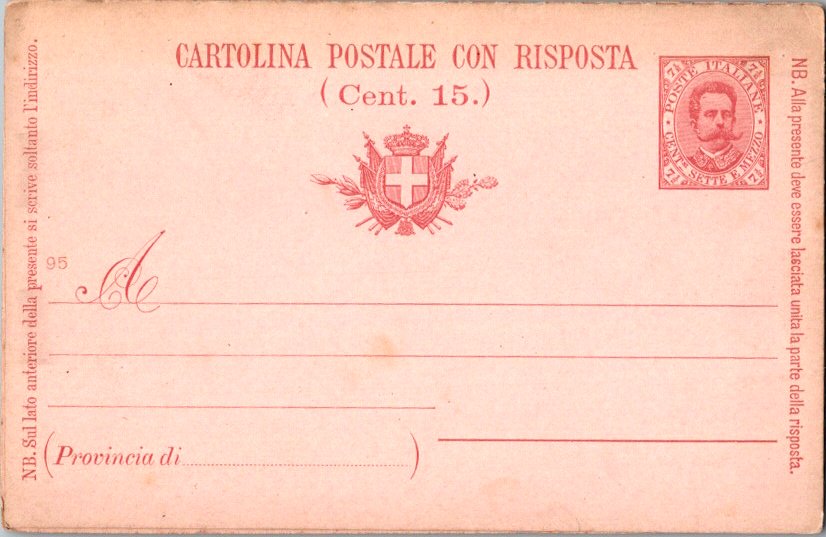 CARTOLINA POSTALE CON RISPOSTA
(Cent. 15.)
7½ 7½
POSTE ITALIANE
CENT.MI SETTE E MEZZO
7½ 7½
95
A
(Provincia di)
NB. Sul lato anteriore della presente si scrive soltanto l'indirizzo.
NB. Alla presente deve essere lasciata unita la parte della risposta.